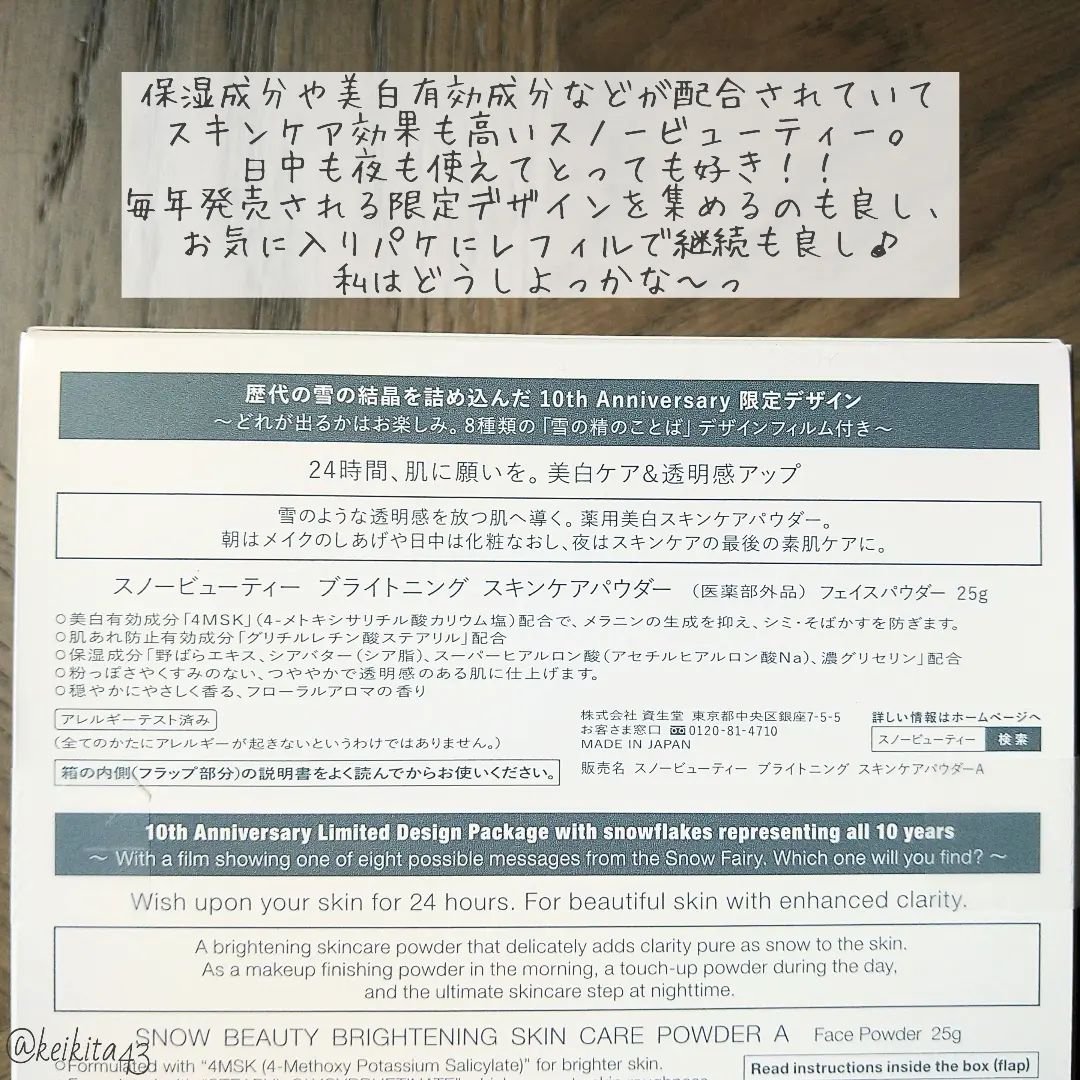 保湿成分や美白有効成分などが配合されていて
スキンケア効果も高いスノービューティー。
日中も夜も使えてとっても好き！！
毎年発売される限定デザインを集めるのも良し、
お気に入りパケにレフィルで継続も良し♪
私はどうしよっかな〜っ
歴代の雪の結晶を詰め込んだ 10th Anniversary 限定デザイン
〜どれが出るかはお楽しみ。8種類の「雪の精のことば」デザインフィルム付き〜
24時間、肌に願いを。美白ケア&透明感アップ
雪のような透明感を放つ肌へ導く。薬用美白スキンケアパウダー。
朝はメイクのしあげや日中は化粧なおし、夜はスキンケアの最後の素肌ケアに。
スノービューティー ブライトニング スキンケアパウダー （医薬部外品） フェイスパウダー 25g
○美白有効成分「4MSK」（4-メトキシサリチル酸カリウム塩）配合で、メラニンの生成を抑え、シミ・そばかすを防ぎます。
○肌あれ防止有効成分「グリチルレチン酸ステアリル」配合
○保湿成分「野ばらエキス、シアバター（シア脂）、スーパーヒアルロン酸（アセチルヒアルロン酸Na）、濃グリセリン」配合
○粉っぽさやくすみのない、つややかで透明感のある肌に仕上げます。
○穏やかにやさしく香る、フローラルアロマの香り
アレルギーテスト済み
（全てのかたにアレルギーが起きないというわけではありません。）
箱の内側（フラップ部分）の説明書をよく読んでからお使いください。
株式会社 資生堂 東京都中央区銀座7-5-5
お客さま窓口 0120-81-4710
MADE IN JAPAN
販売名 スノービューティー ブライトニング スキンケアパウダーA
詳しい情報はホームページへ
スノービューティー 検索
10th Anniversary Limited Design Package with snowflakes representing all 10 years
〜 With a film showing one of eight possible messages from the Snow Fairy. Which one will you find? 〜
Wish upon your skin for 24 hours. For beautiful skin with enhanced clarity.
A brightening skincare powder that delicately adds clarity pure as snow to the skin.
As a makeup finishing powder in the morning, a touch-up powder during the day,
and the ultimate skincare step at nighttime.
SNOW BEAUTY BRIGHTENING SKIN CARE POWDER A Face Powder 25g
○Formulated with "4MSK (4-Methoxy Potassium Salicylate)" for brighter skin.
Read instructions inside the box (flap)
@keikita43